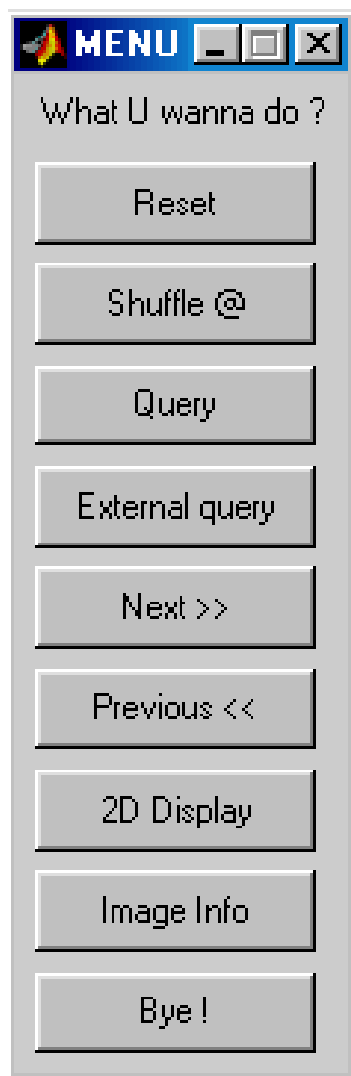 MENU
What U wanna do ?
Reset
Shuffle @
Query
External query
Next >>
Previous <<
2D Display
Image Info
Bye !